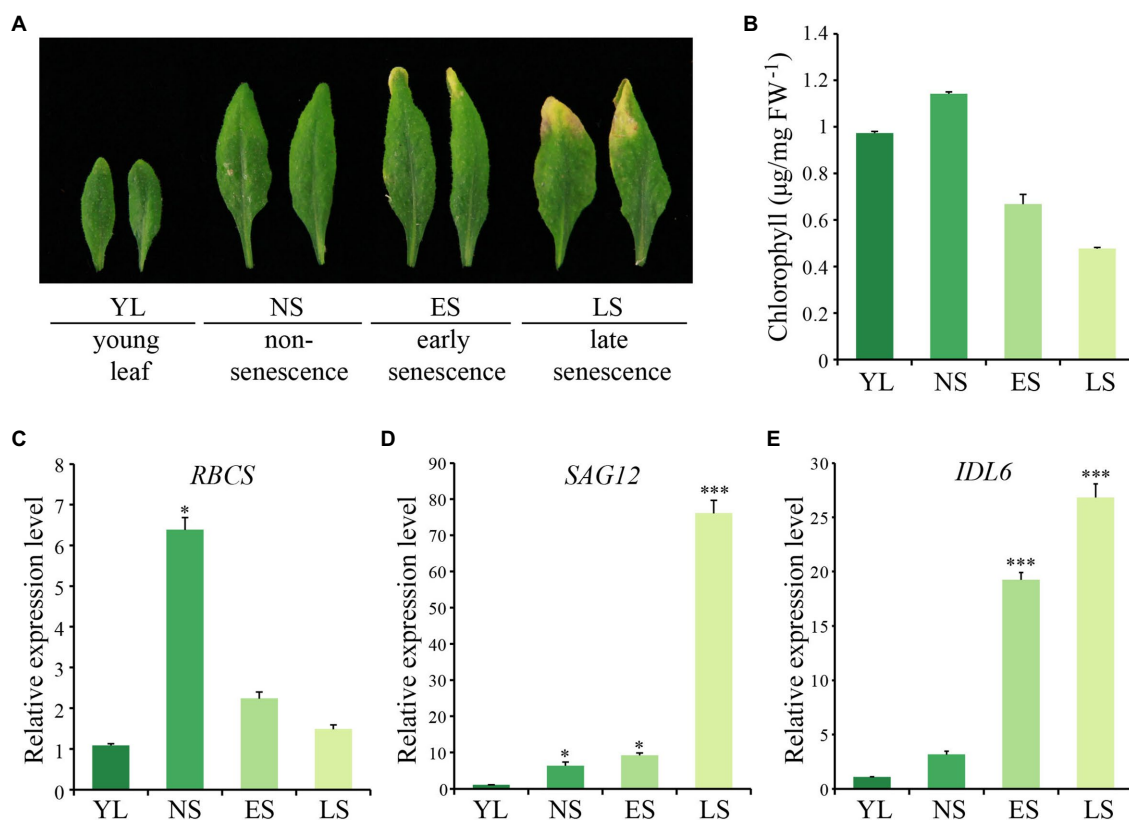 A
YL NS ES LS
young non- early late
leaf senescence senescence senescence
B
Chlorophyll (µg/mg FW⁻¹)
1.4
1.2
1
0.8
0.6
0.4
0.2
0
YL NS ES LS
C
RBCS
Relative expression level
8
7
6
5
4
3
2
1
0
*
YL NS ES LS
D
SAG12
Relative expression level
90
80
70
60
50
40
30
20
10
0
* * ***
YL NS ES LS
E
IDL6
Relative expression level
30
25
20
15
10
5
0
*** ***
YL NS ES LS